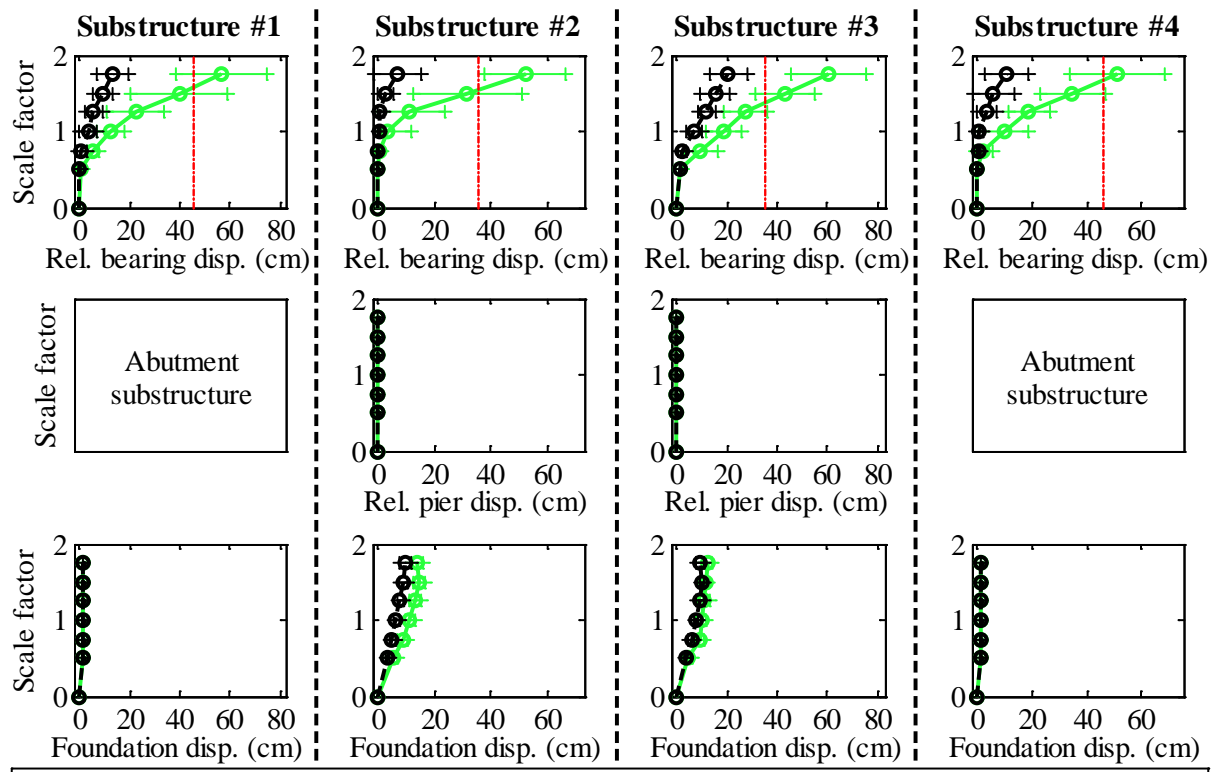 Substructure #1 Substructure #2 Substructure #3 Substructure #4
Scale factor
2
1
0
0 20 40 60 80
Rel. bearing disp. (cm)
2
1
0
0 20 40 60
Rel. bearing disp. (cm)
2
1
0
0 20 40 60 80
Rel. bearing disp. (cm)
2
1
0
0 20 40 60
Rel. bearing disp. (cm)
Scale factor
Abutment
substructure
2
1
0
0 20 40 60
Rel. pier disp. (cm)
2
1
0
0 20 40 60 80
Rel. pier disp. (cm)
Abutment
substructure
Scale factor
2
1
0
0 20 40 60 80
Foundation disp. (cm)
2
1
0
0 20 40 60
Foundation disp. (cm)
2
1
0
0 20 40 60 80
Foundation disp. (cm)
2
1
0
0 20 40 60
Foundation disp. (cm)